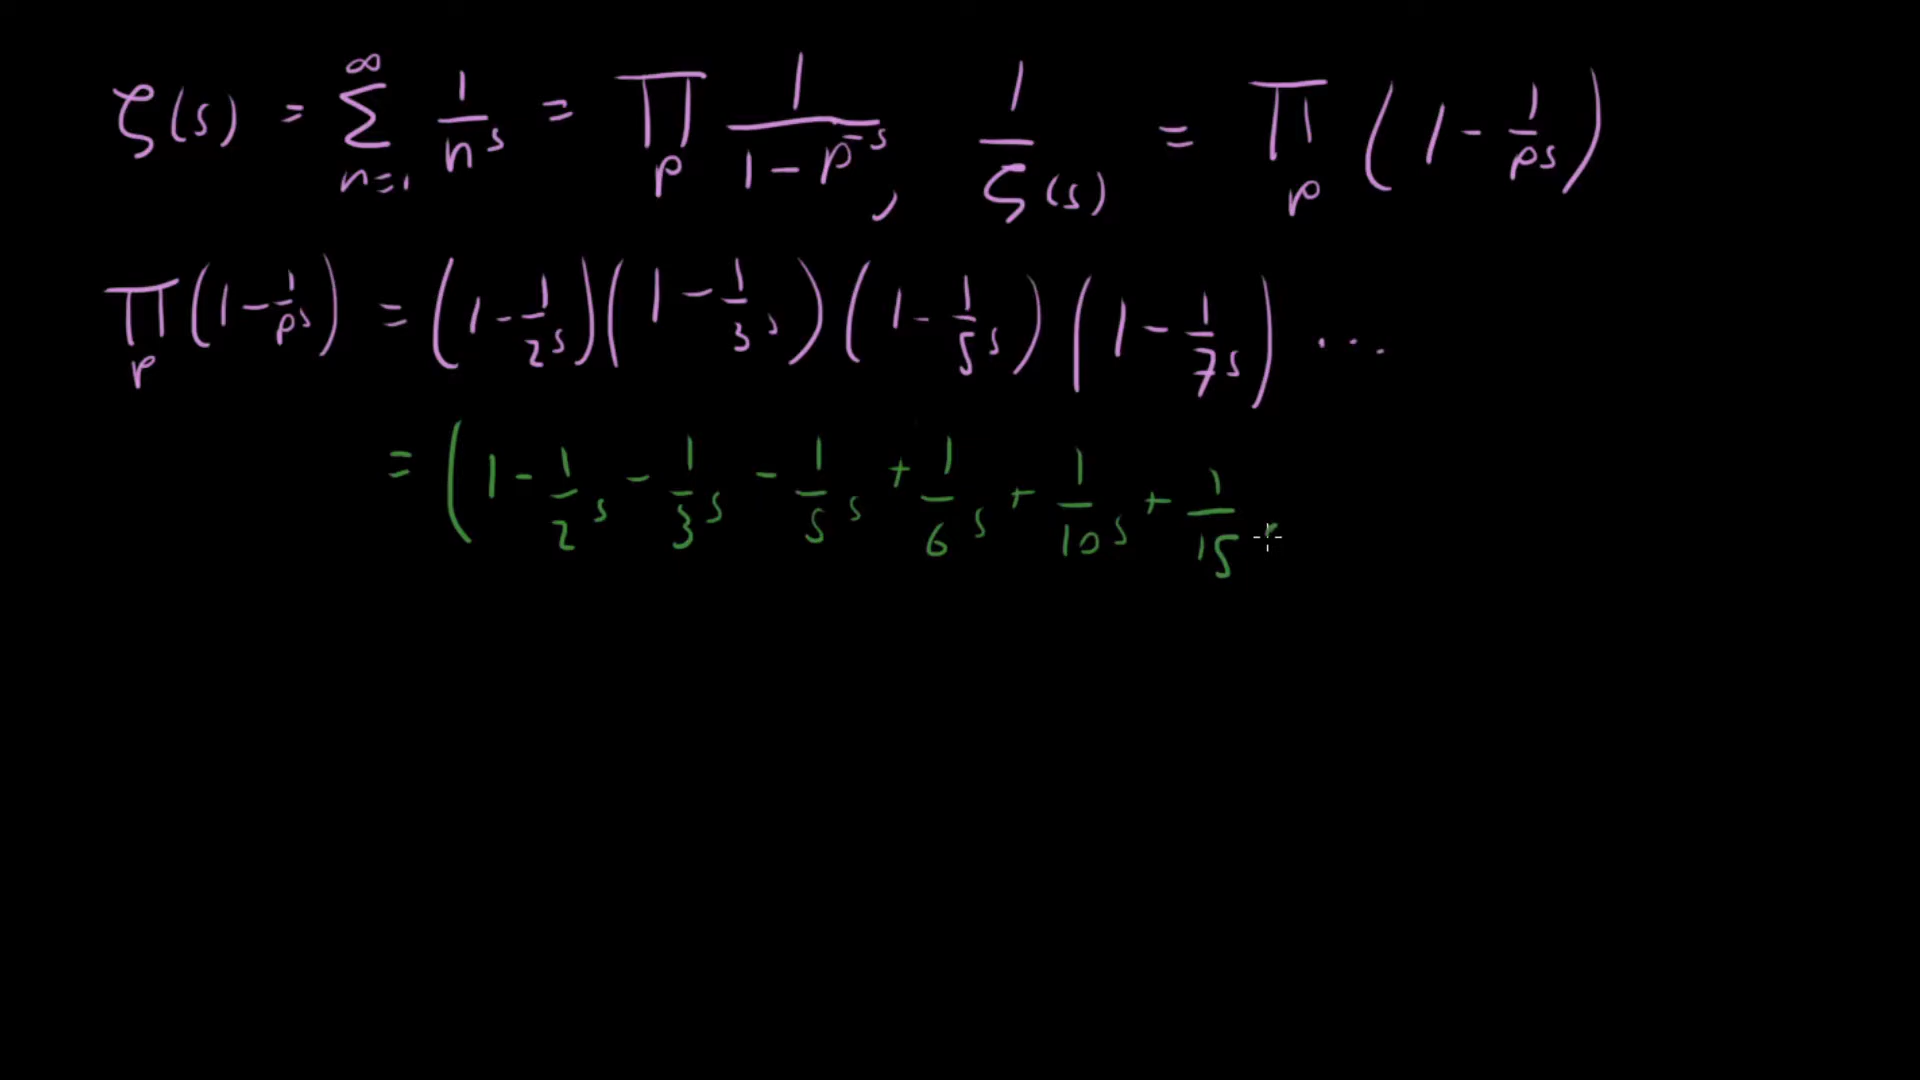 ζ(s) = ∑_{n=1}^{∞} 1/n^s = ∏_p 1/(1-p^{-s}), 1/ζ(s) = ∏_p (1 - 1/p^s)
∏_p (1 - 1/p^s) = (1 - 1/2^s)(1 - 1/3^s)(1 - 1/5^s)(1 - 1/7^s) ...
= (1 - 1/2^s - 1/3^s - 1/5^s + 1/6^s + 1/10^s + 1/15